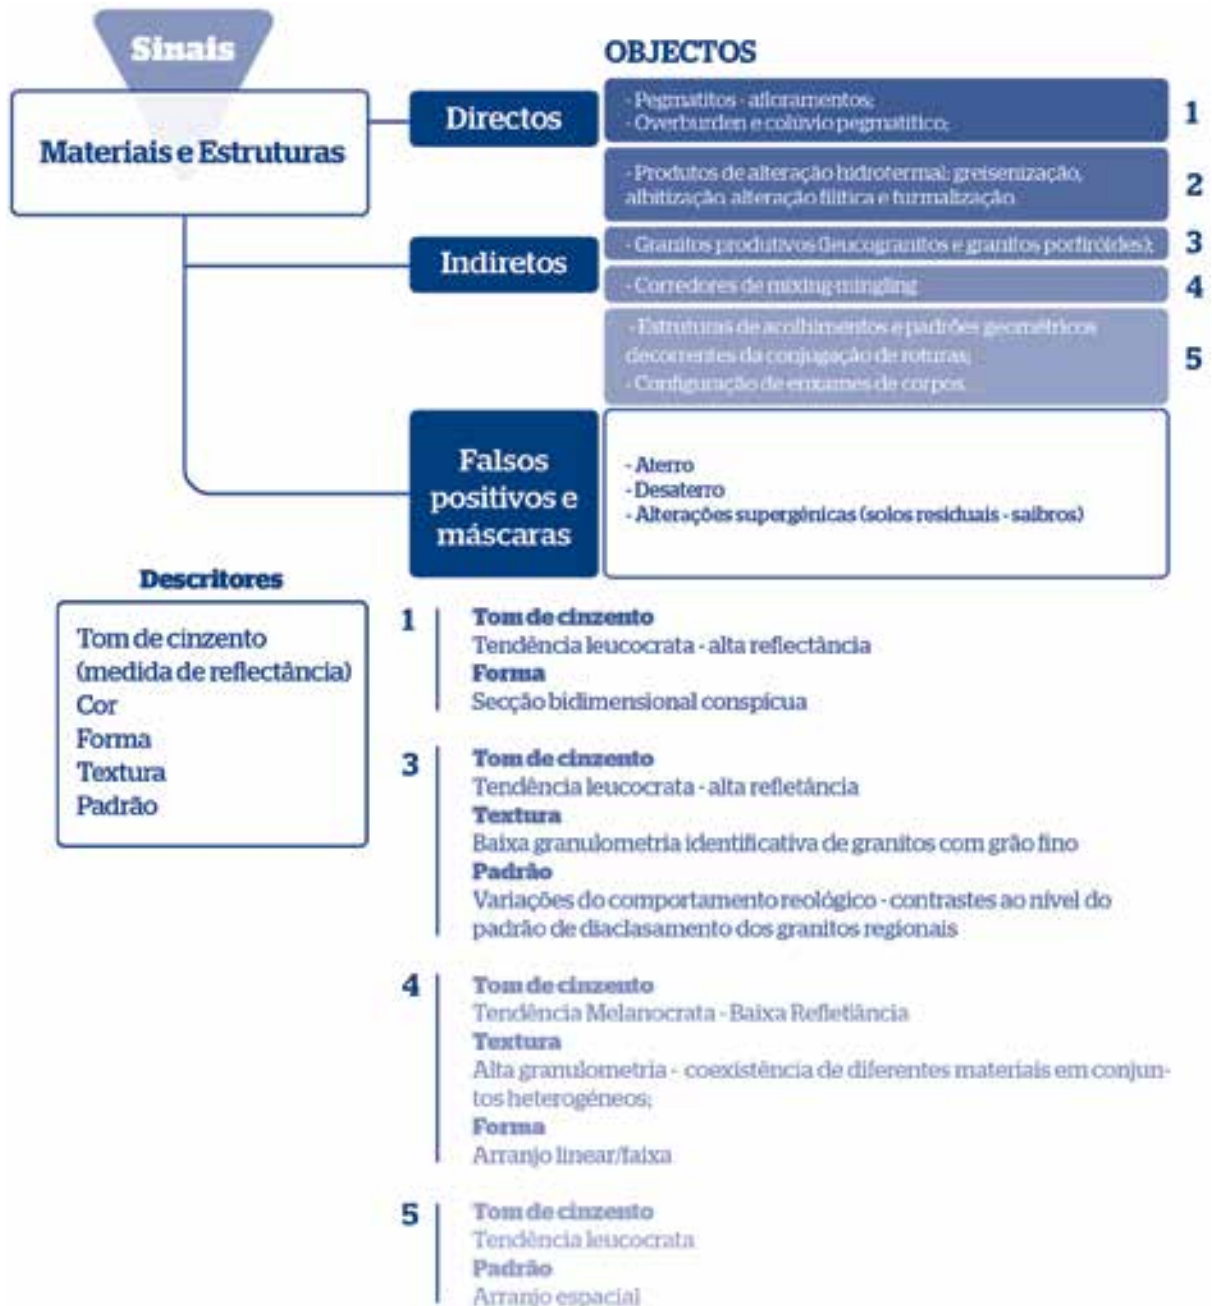 Sinais
Materiais e Estruturas
OBJECTOS
Directos
- Pegmatitos - afloramentos;
- Overburden e colúvio pegmatítico;
1
- Produtos de alteração hidrotermal: greisenização,
albitização, alteração filítica e turmalização
2
Indiretos
- Granitos produtivos (leucogranitos e granitos porfiróides);
3
- Corredores de mixing-mingling
4
- Estruturas de acolhimentos e padrões geométricos
decorrentes da conjugação de roturas;
- Configuração de enxames de corpos
5
Falsos
positivos e
máscaras
- Aterro
- Desaterro
- Alterações supergénicas (solos residuais - saibros)
Descritores
Tom de cinzento
(medida de reflectância)
Cor
Forma
Textura
Padrão
1
Tom de cinzento
Tendência leucocrata - alta reflectância
Forma
Secção bidimensional conspícua
3
Tom de cinzento
Tendência leucocrata - alta refletância
Textura
Baixa granulometria identificativa de granitos com grão fino
Padrão
Variações do comportamento reológico - contrastes ao nível do
padrão de diaclasamento dos granitos regionais
4
Tom de cinzento
Tendência Melanocrata - Baixa Refletiância
Textura
Alta granulometria - coexistência de diferentes materiais em conjun-
tos heterogéneos;
Forma
Arranjo linear/faixa
5
Tom de cinzento
Tendência leucocrata
Padrão
Arranjo espacial